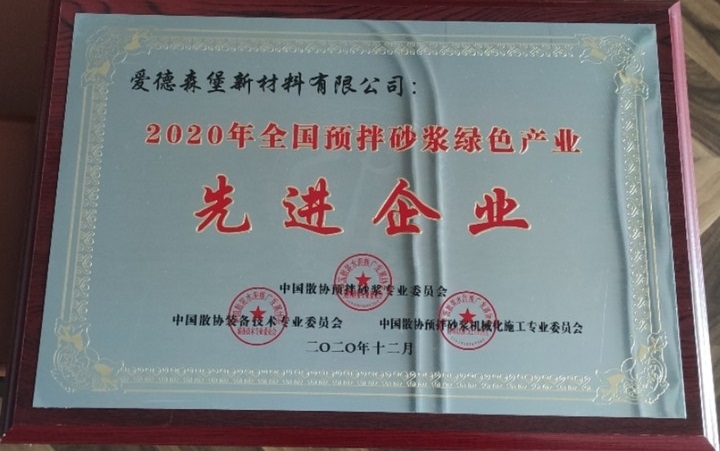 爱德森堡新材料有限公司：
2020年全国预拌砂浆绿色产业
先进企业
中国散协预拌砂浆专业委员会
中国散协装备技术专业委员会 中国散协预拌砂浆机械化施工专业委员会
二〇二〇年十二月